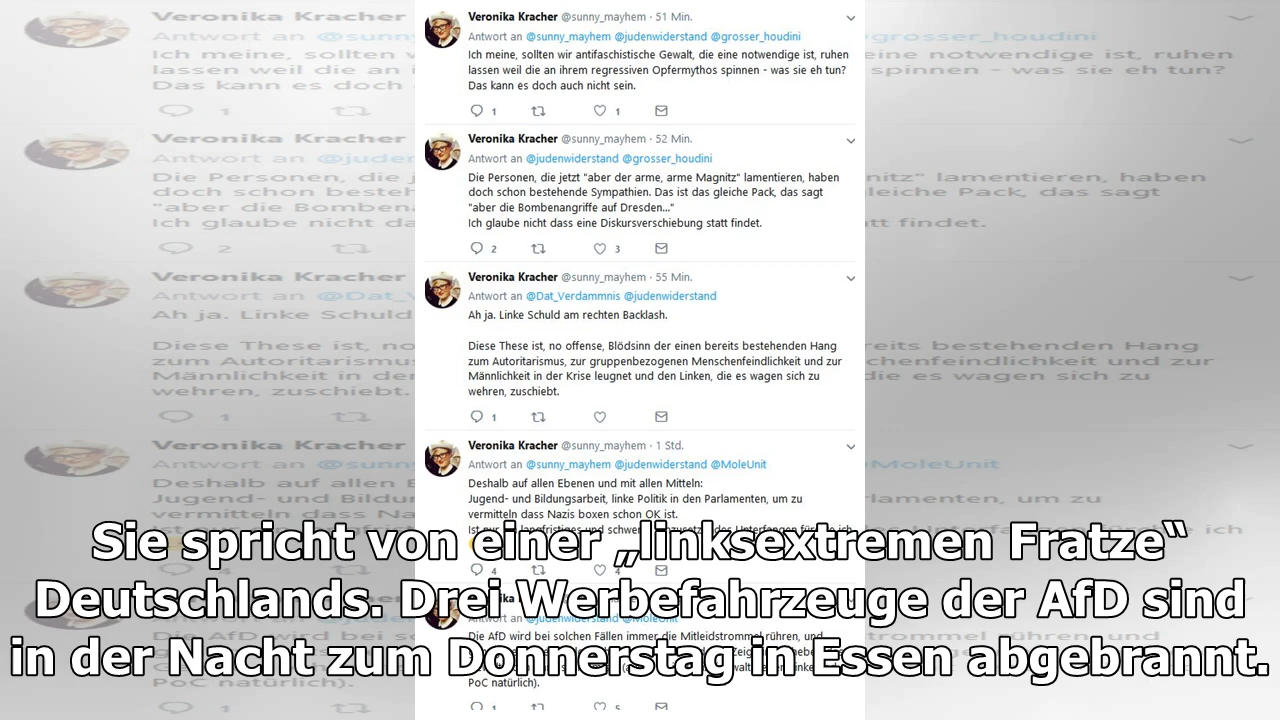 Veronika Kracher @sunny_mayhem · 51 Min.
Antwort an @sunny_mayhem @judenwiderstand @grosser_houdini
Ich meine, sollten wir antifaschistische Gewalt, die eine notwendige ist, ruhen
lassen weil die an ihrem regressiven Opfermythos spinnen - was sie eh tun?
Das kann es doch auch nicht sein.
1 1
Veronika Kracher @sunny_mayhem · 52 Min.
Antwort an @judenwiderstand @grosser_houdini
Die Personen, die jetzt "aber der arme, arme Magnitz" lamentieren, haben
doch schon bestehende Sympathien. Das ist das gleiche Pack, das sagt
"aber die Bombenangriffe auf Dresden..."
Ich glaube nicht dass eine Diskursverschiebung statt findet.
2 3
Veronika Kracher @sunny_mayhem · 55 Min.
Antwort an @Dat_Verdammnis @judenwiderstand
Ah ja. Linke Schuld am rechten Backlash.
Diese These ist, no offense, Blödsinn der einen bereits bestehenden Hang
zum Autoritarismus, zur gruppenbezogenen Menschenfeindlichkeit und zur
Männlichkeit in der Krise leugnet und den Linken, die es wagen sich zu
wehren, zuschiebt.
1
Veronika Kracher @sunny_mayhem · 1 Std.
Antwort an @sunny_mayhem @judenwiderstand @MoleUnit
Deshalb auf allen Ebenen und mit allen Mitteln:
Jugend- und Bildungsarbeit, linke Politik in den Parlamenten, um zu
vermitteln dass Nazis boxen schon OK ist.
4 4
Sie spricht von einer „linksextremen Fratze“
Deutschlands. Drei Werbefahrzeuge der AfD sind
in der Nacht zum Donnerstag in Essen abgebrannt.
Die AfD wird bei solchen Fällen immer die Mitleidstrommel rühren, und
PoC natürlich).
1 5